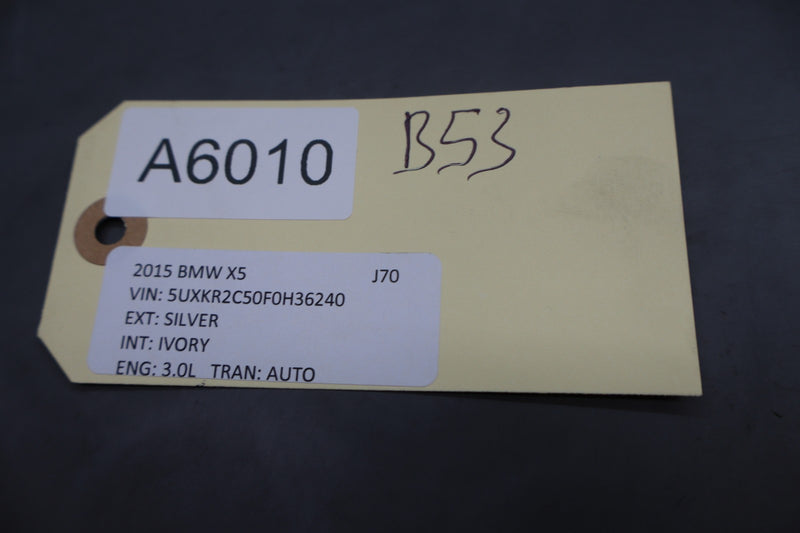 A6010
B53
2015 BMW X5 J70
VIN: 5UXKR2C50F0H36240
EXT: SILVER
INT: IVORY
ENG: 3.0L TRAN: AUTO